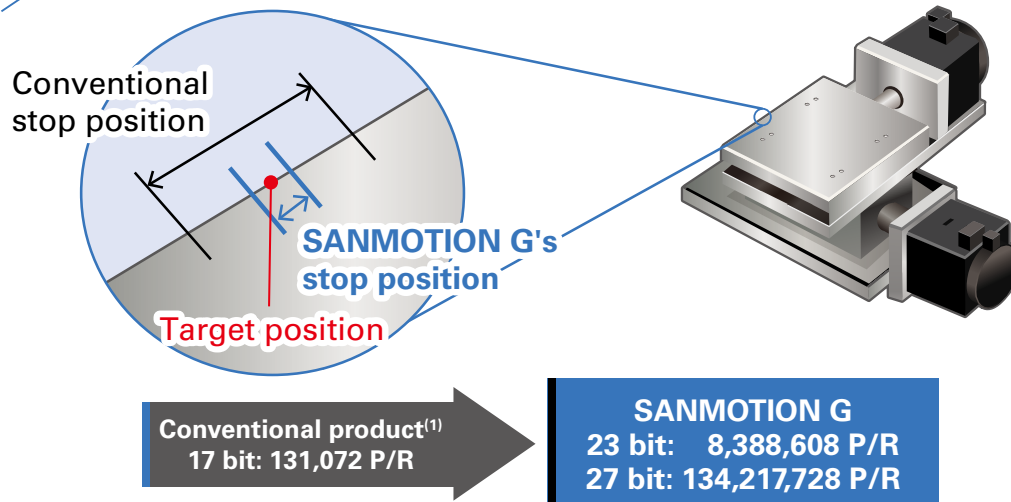 Conventional
stop position
SANMOTION G's
stop position
Target position
Conventional product(1)
17 bit: 131,072 P/R
SANMOTION G
23 bit: 8,388,608 P/R
27 bit: 134,217,728 P/R